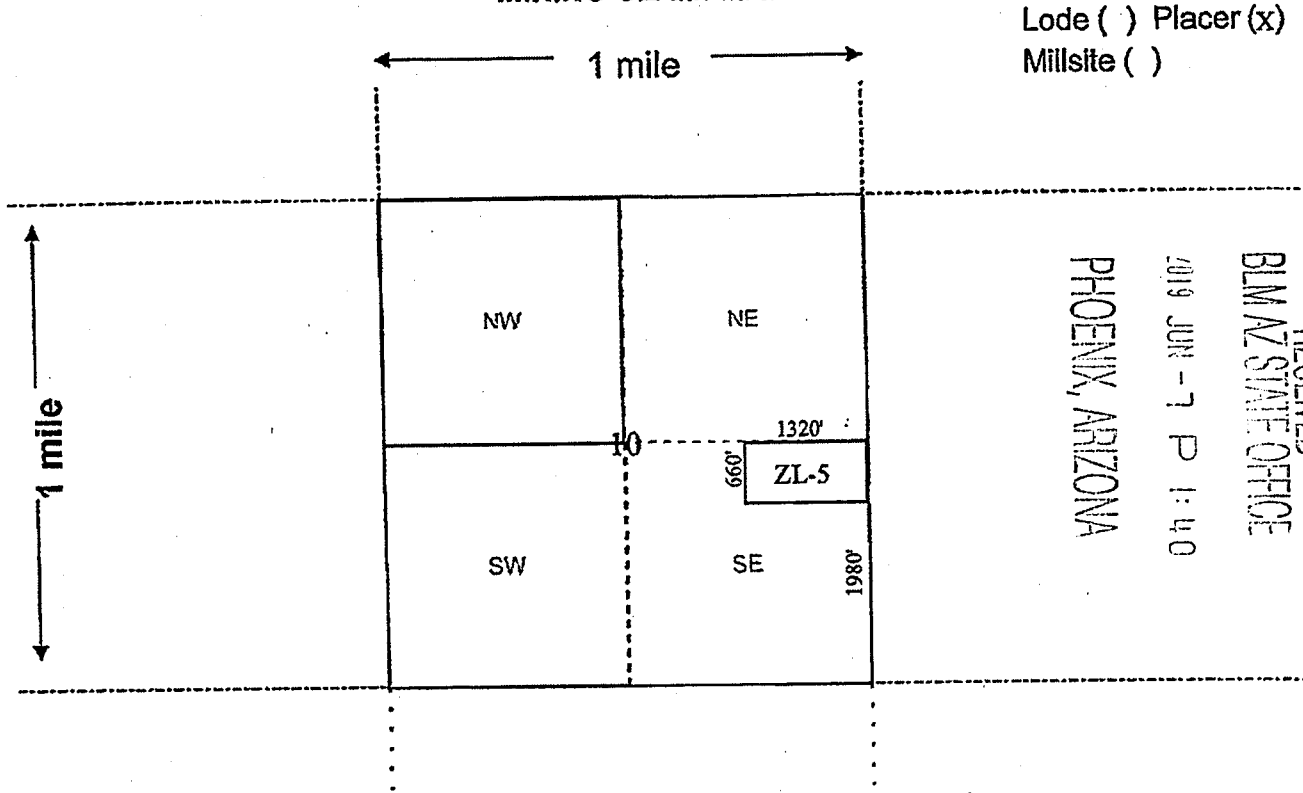 Lode ( ) Placer (x)
Millsite ( )
1 mile
1 mile
NW
NE
10
1320'
660'
ZL-5
SW
SE
1980'
BLM AZ STATE OFFICE
2019 JUN -7 P 1:40
PHOENIX, ARIZONA